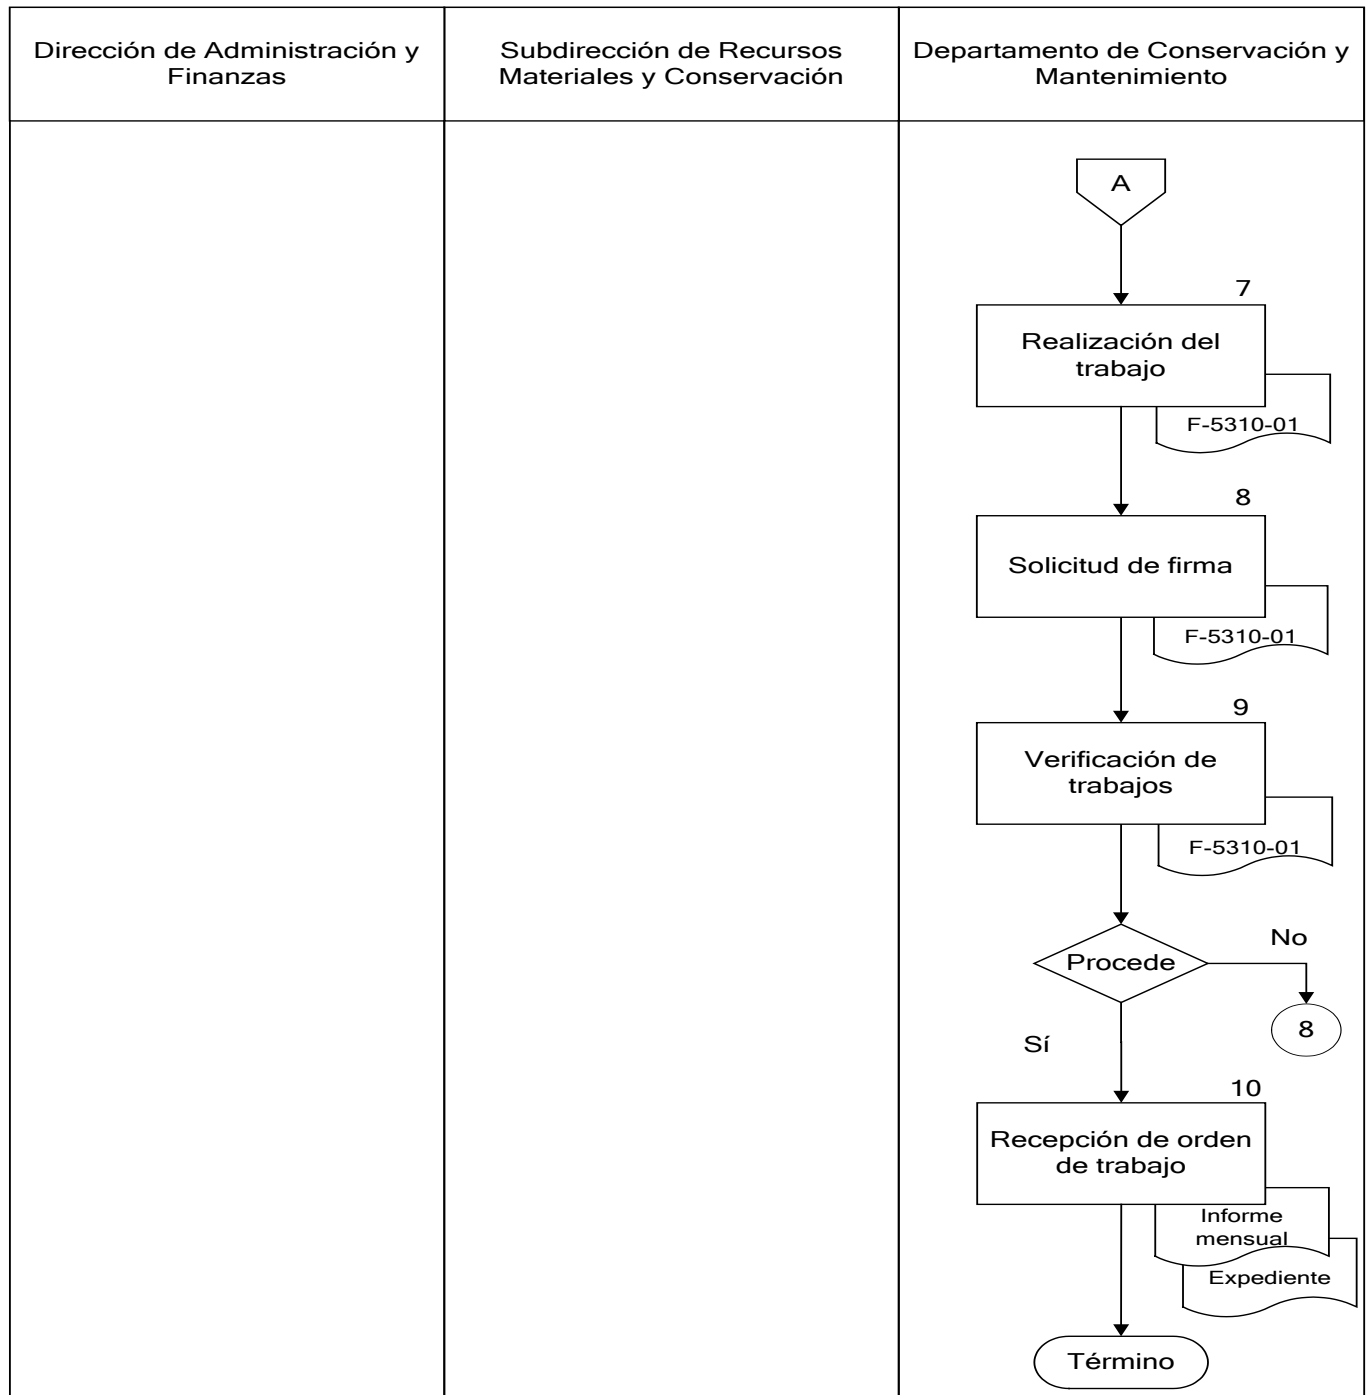 Dirección de Administración y
Finanzas
Subdirección de Recursos
Materiales y Conservación
Departamento de Conservación y
Mantenimiento
A
7
Realización del
trabajo
F-5310-01
8
Solicitud de firma
F-5310-01
9
Verificación de
trabajos
F-5310-01
Procede
No
8
Sí
10
Recepción de orden
de trabajo
Informe
mensual
Expediente
Término